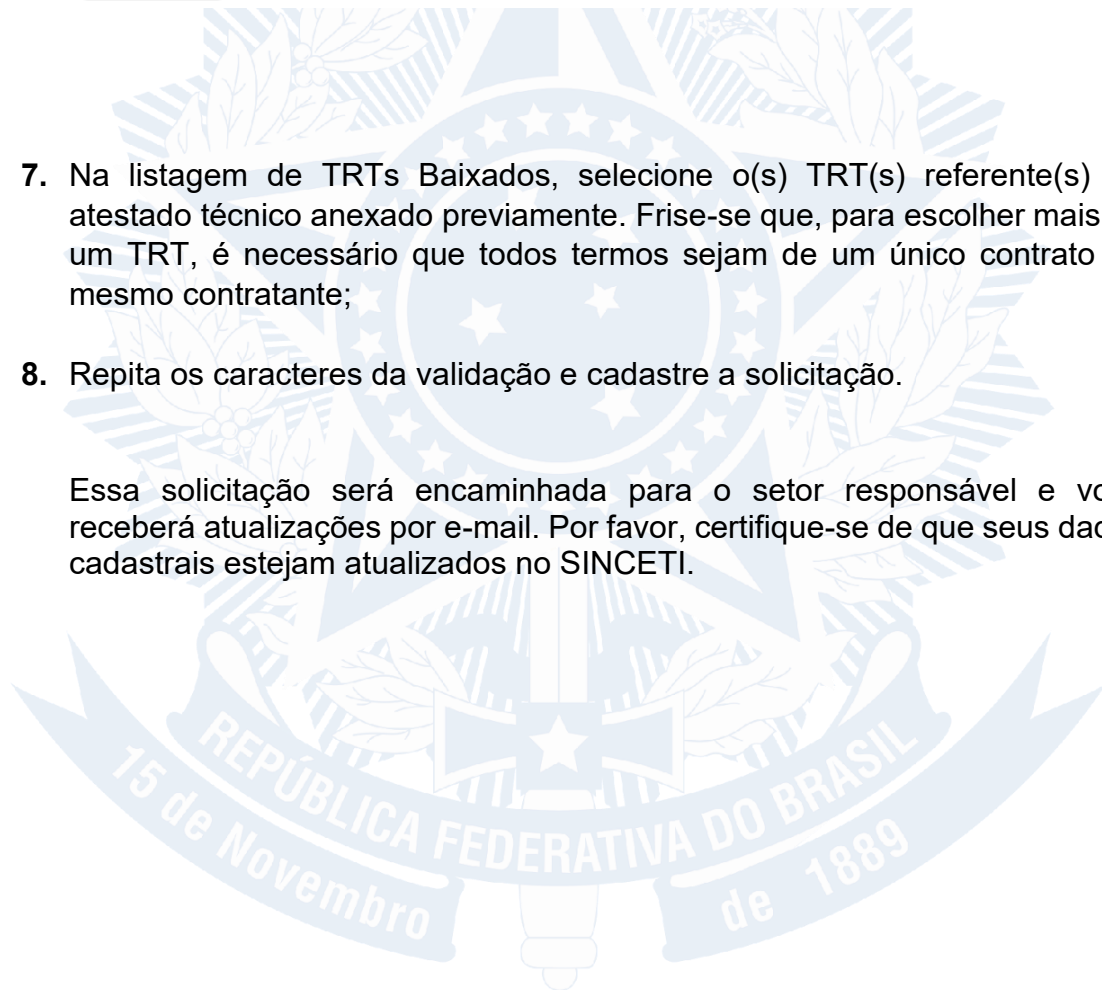 7. Na listagem de TRTs Baixados, selecione o(s) TRT(s) referente(s)
atestado técnico anexado previamente. Frise-se que, para escolher mais
um TRT, é necessário que todos termos sejam de um único contrato
mesmo contratante;
8. Repita os caracteres da validação e cadastre a solicitação.
Essa solicitação será encaminhada para o setor responsável e vo
receberá atualizações por e-mail. Por favor, certifique-se de que seus dad
cadastrais estejam atualizados no SINCETI.
REPÚBLICA FEDERATIVA DO BRASIL
15 de Novembro de 1889